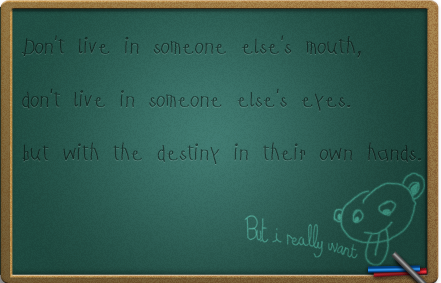 Don't live in someone else's mouth,
don't live in someone else's eyes.
but with the destiny in their own hands.
But i really want